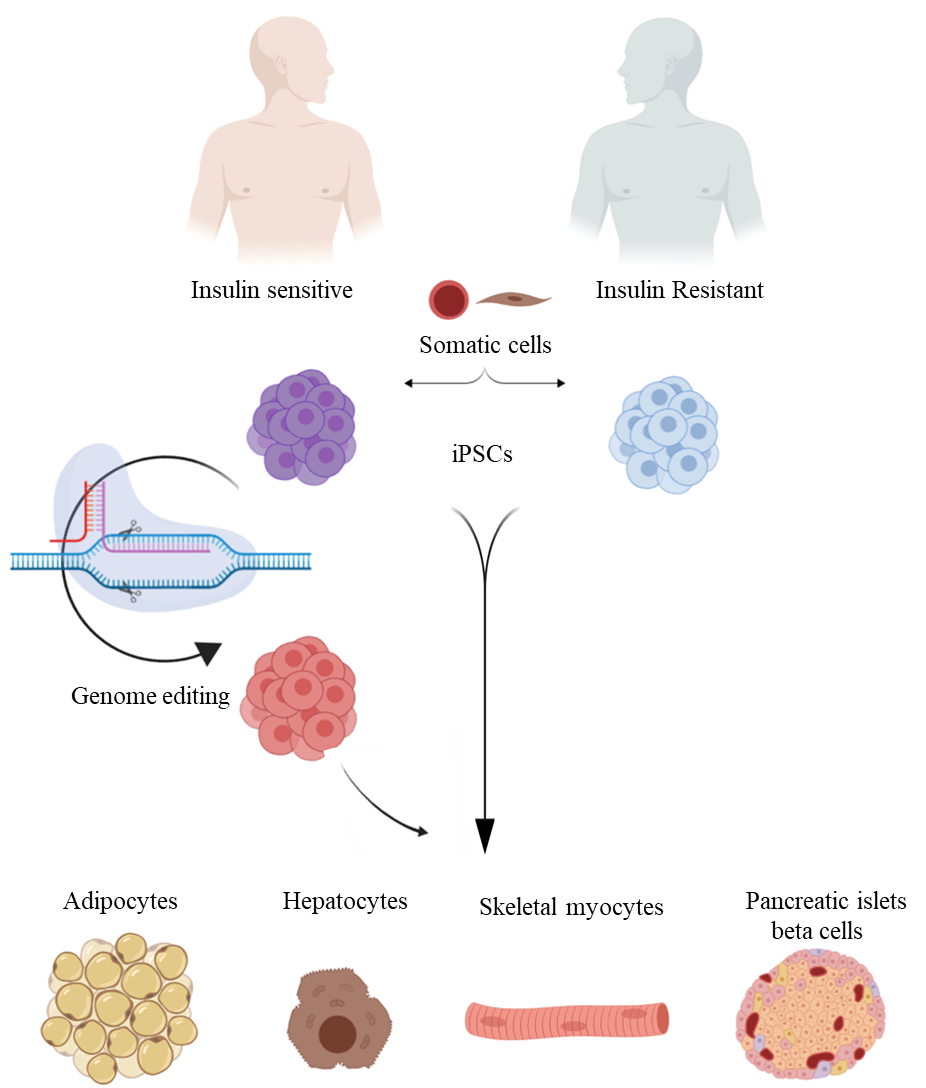 Insulin sensitive
Insulin Resistant
Somatic cells
iPSCs
Genome editing
Adipocytes
Hepatocytes
Skeletal myocytes
Pancreatic islets
beta cells